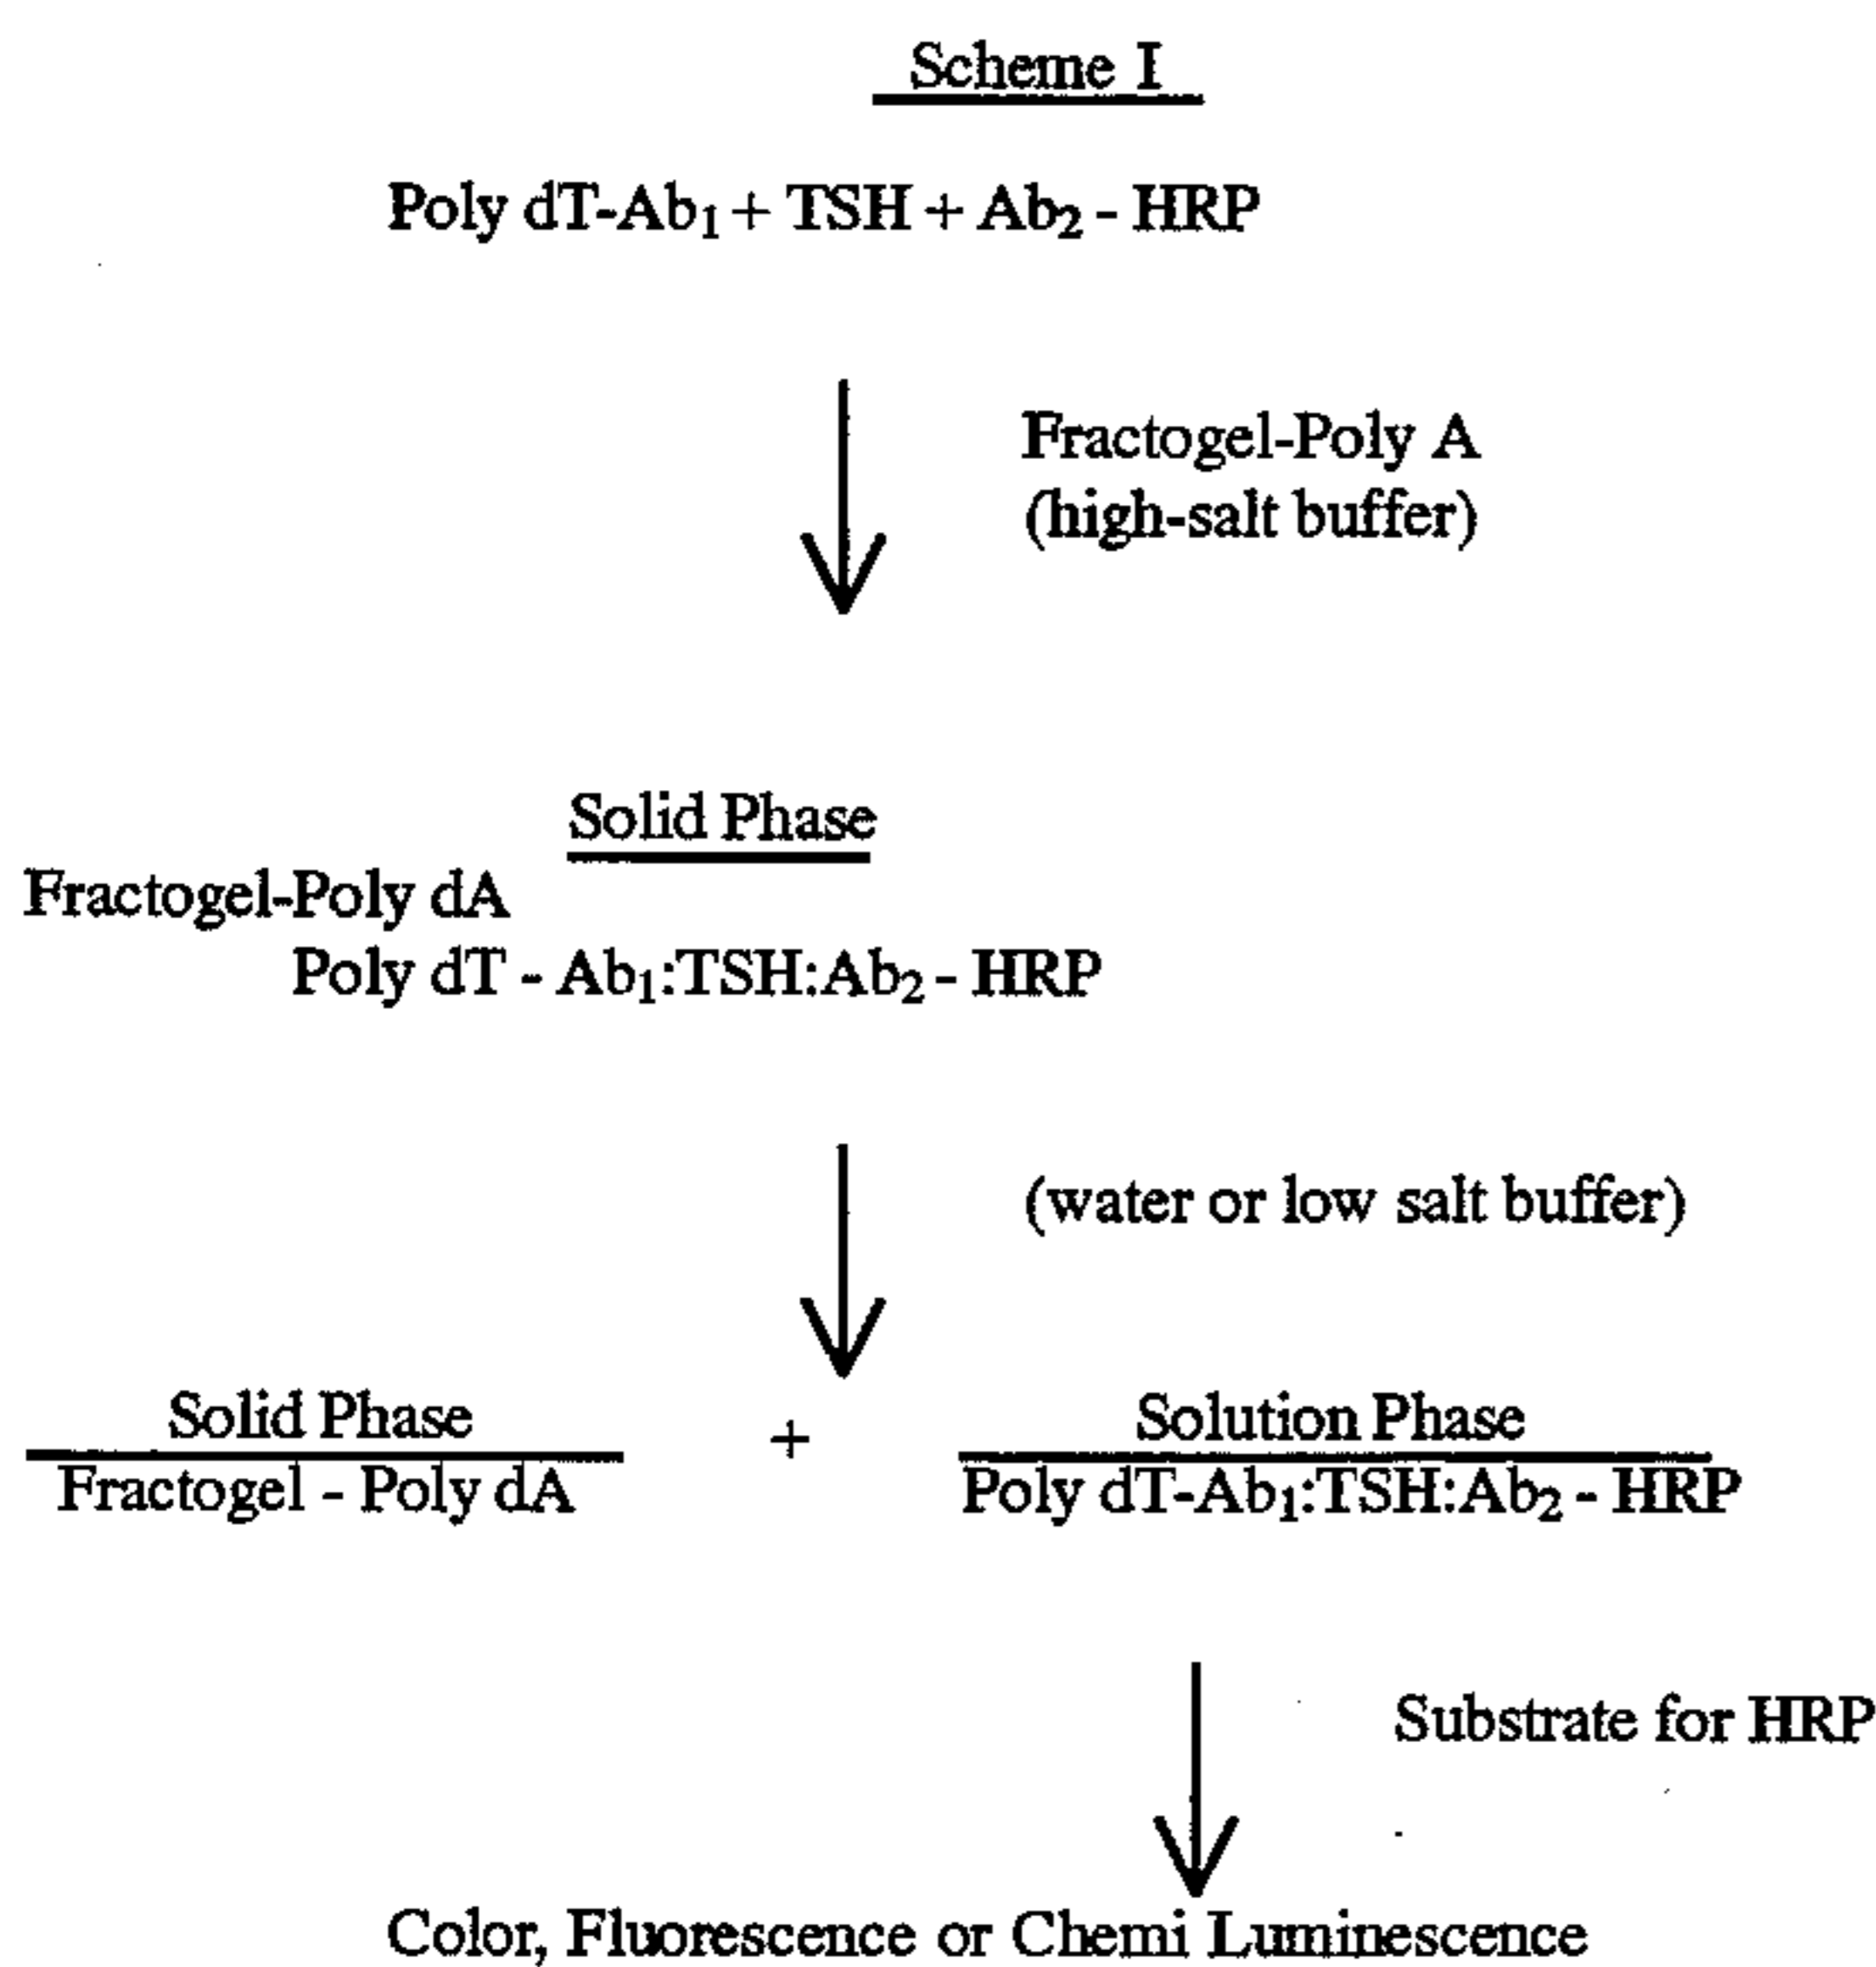 Scheme I
Poly dT-Ab₁ + TSH + Ab₂ - HRP
Fractogel-Poly A
(high-salt buffer)
Solid Phase
Fractogel-Poly dA
Poly dT - Ab₁:TSH:Ab₂ - HRP
(water or low salt buffer)
Solid Phase + Solution Phase
Fractogel - Poly dA Poly dT-Ab₁:TSH:Ab₂ - HRP
Substrate for HRP
Color, Fluorescence or Chemi Luminescence